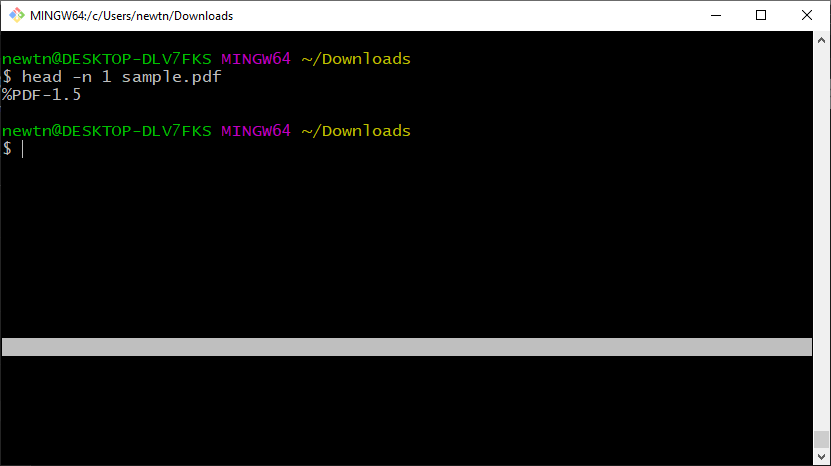 MINGW64:/c/Users/newtn/Downloads
newtn@DESKTOP-DLV7FKS MINGW64 ~/Downloads
$ head -n 1 sample.pdf
%PDF-1.5
newtn@DESKTOP-DLV7FKS MINGW64 ~/Downloads
$